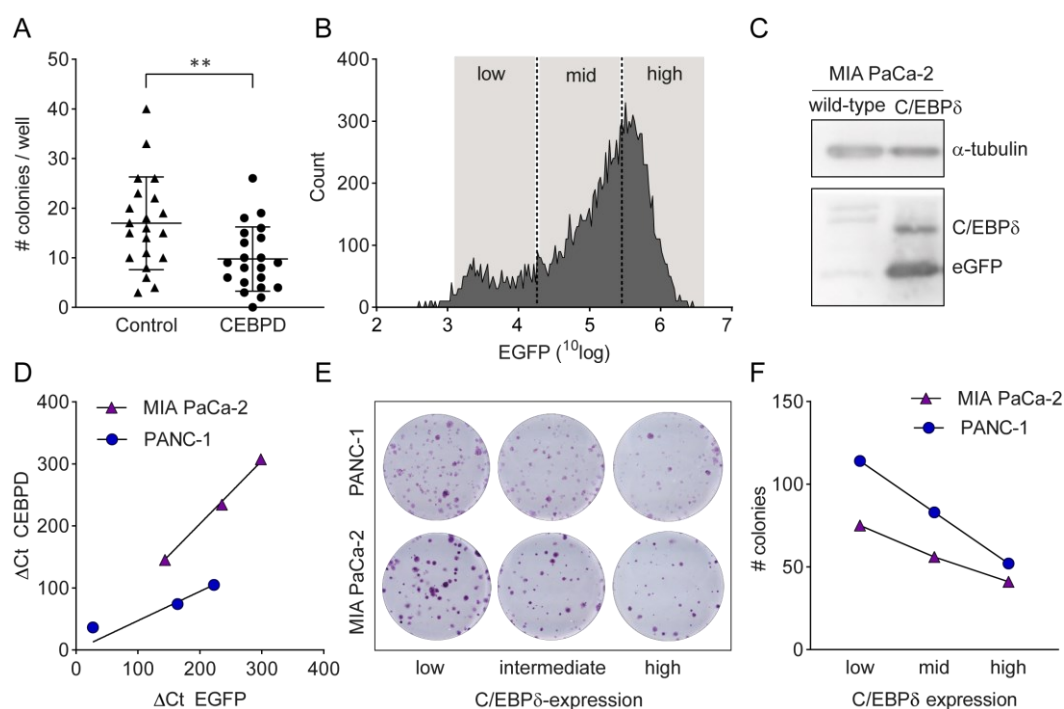 A
**
# colonies / well
50
40
30
20
10
0
Control
CEBPD
B
low
mid
high
Count
400
300
200
100
0
2
3
4
5
6
7
EGFP (¹⁰log)
C
MIA PaCa-2
wild-type C/EBPδ
α-tubulin
C/EBPδ
eGFP
D
MIA PaCa-2
PANC-1
ΔCt CEBPD
400
300
200
100
0
0
100
200
300
400
ΔCt EGFP
E
PANC-1
MIA PaCa-2
low
intermediate
high
C/EBPδ-expression
F
MIA PaCa-2
PANC-1
# colonies
150
100
50
0
low
mid
high
C/EBPδ expression